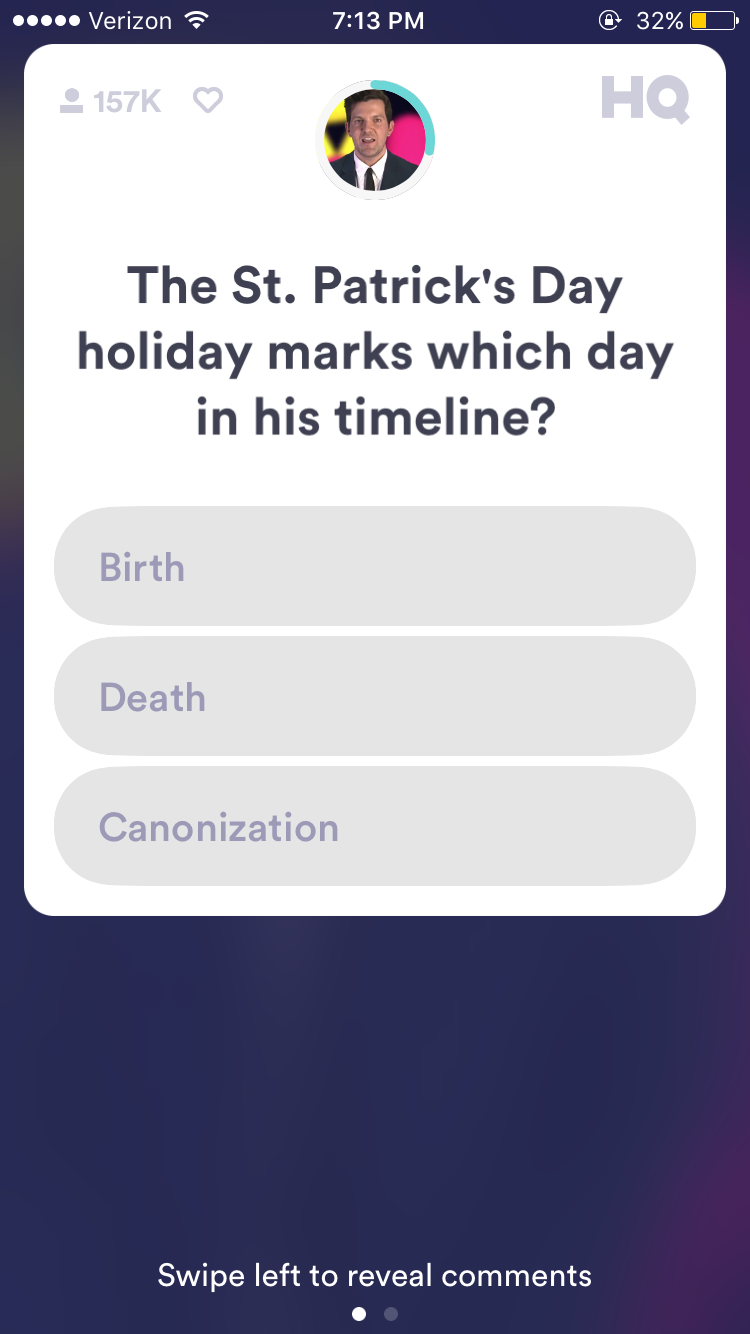 Verizon 7:13 PM 32%
157K HQ
The St. Patrick's Day
holiday marks which day
in his timeline?
Birth
Death
Canonization
Swipe left to reveal comments